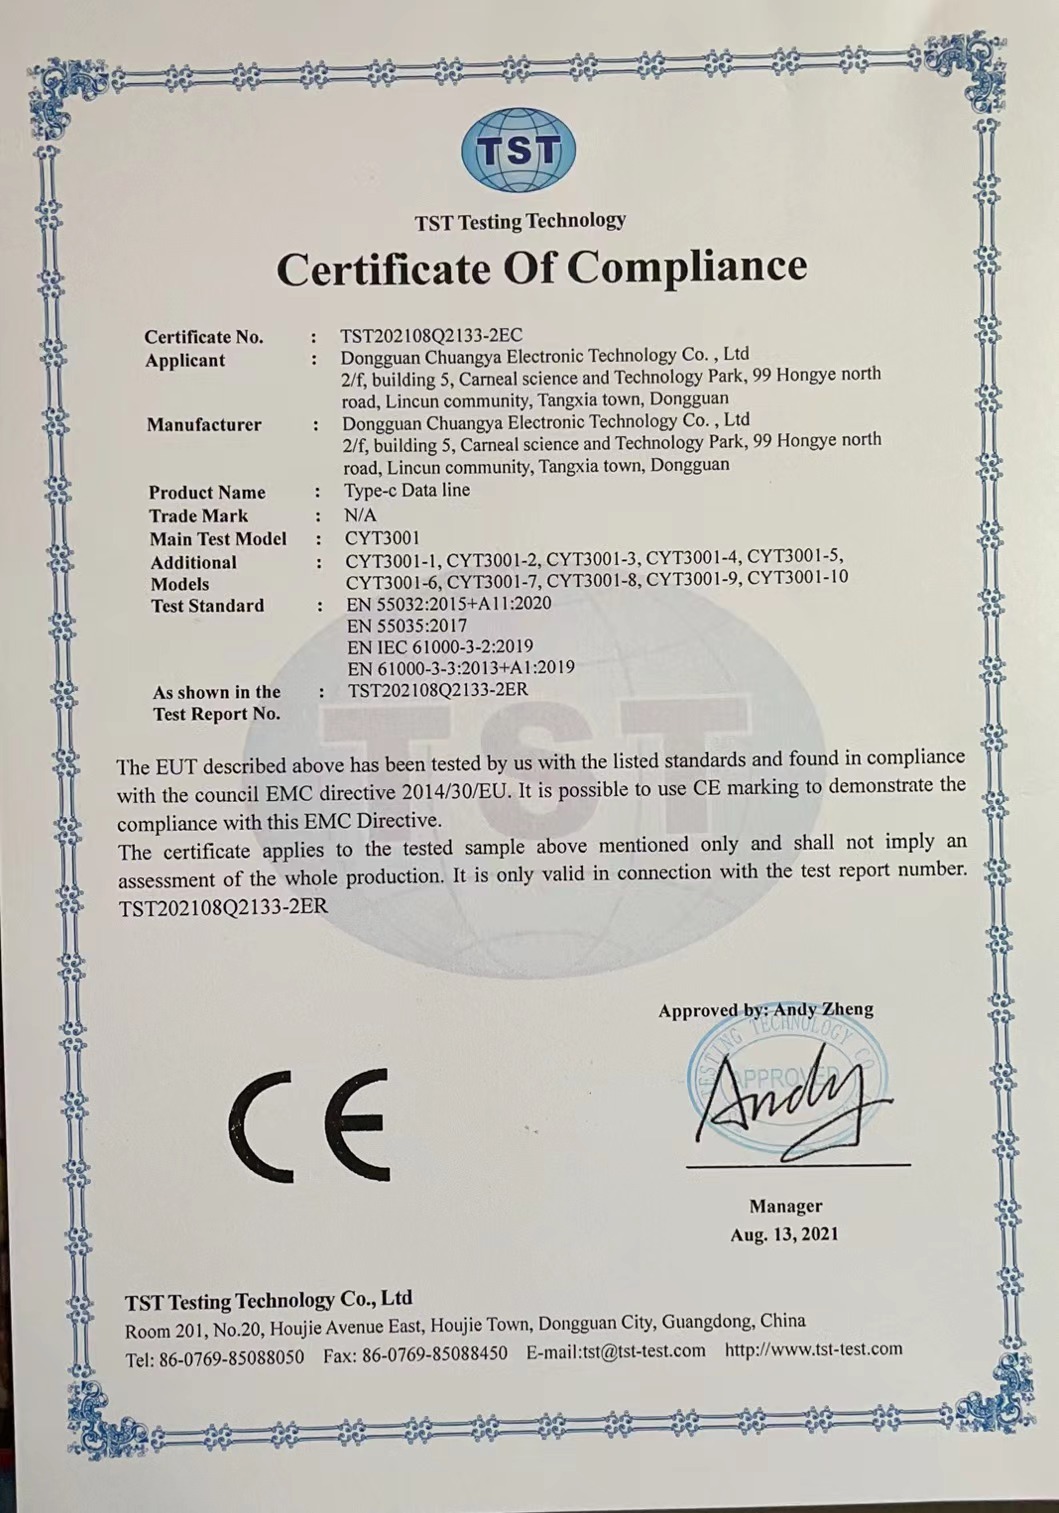 TST
TST Testing Technology
Certificate Of Compliance
Certificate No. : TST202108Q2133-2EC
Applicant : Dongguan Chuangya Electronic Technology Co. , Ltd
2/f, building 5, Carneal science and Technology Park, 99 Hongye north
road, Lincun community, Tangxia town, Dongguan
Manufacturer : Dongguan Chuangya Electronic Technology Co. , Ltd
2/f, building 5, Carneal science and Technology Park, 99 Hongye north
road, Lincun community, Tangxia town, Dongguan
Product Name : Type-c Data line
Trade Mark : N/A
Main Test Model : CYT3001
Additional : CYT3001-1, CYT3001-2, CYT3001-3, CYT3001-4, CYT3001-5,
Models CYT3001-6, CYT3001-7, CYT3001-8, CYT3001-9, CYT3001-10
Test Standard : EN 55032:2015+A11:2020
EN 55035:2017
EN IEC 61000-3-2:2019
EN 61000-3-3:2013+A1:2019
As shown in the : TST202108Q2133-2ER
Test Report No.
TST
The EUT described above has been tested by us with the listed standards and found in compliance
with the council EMC directive 2014/30/EU. It is possible to use CE marking to demonstrate the
compliance with this EMC Directive.
The certificate applies to the tested sample above mentioned only and shall not imply an
assessment of the whole production. It is only valid in connection with the test report number.
TST202108Q2133-2ER
Approved by: Andy Zheng
TESTING TECHNOLOGY CO
APPROVED
Andy
CE
Manager
Aug. 13, 2021
TST Testing Technology Co., Ltd
Room 201, No.20, Houjie Avenue East, Houjie Town, Dongguan City, Guangdong, China
Tel: 86-0769-85088050 Fax: 86-0769-85088450 E-mail:tst@tst-test.com http://www.tst-test.com